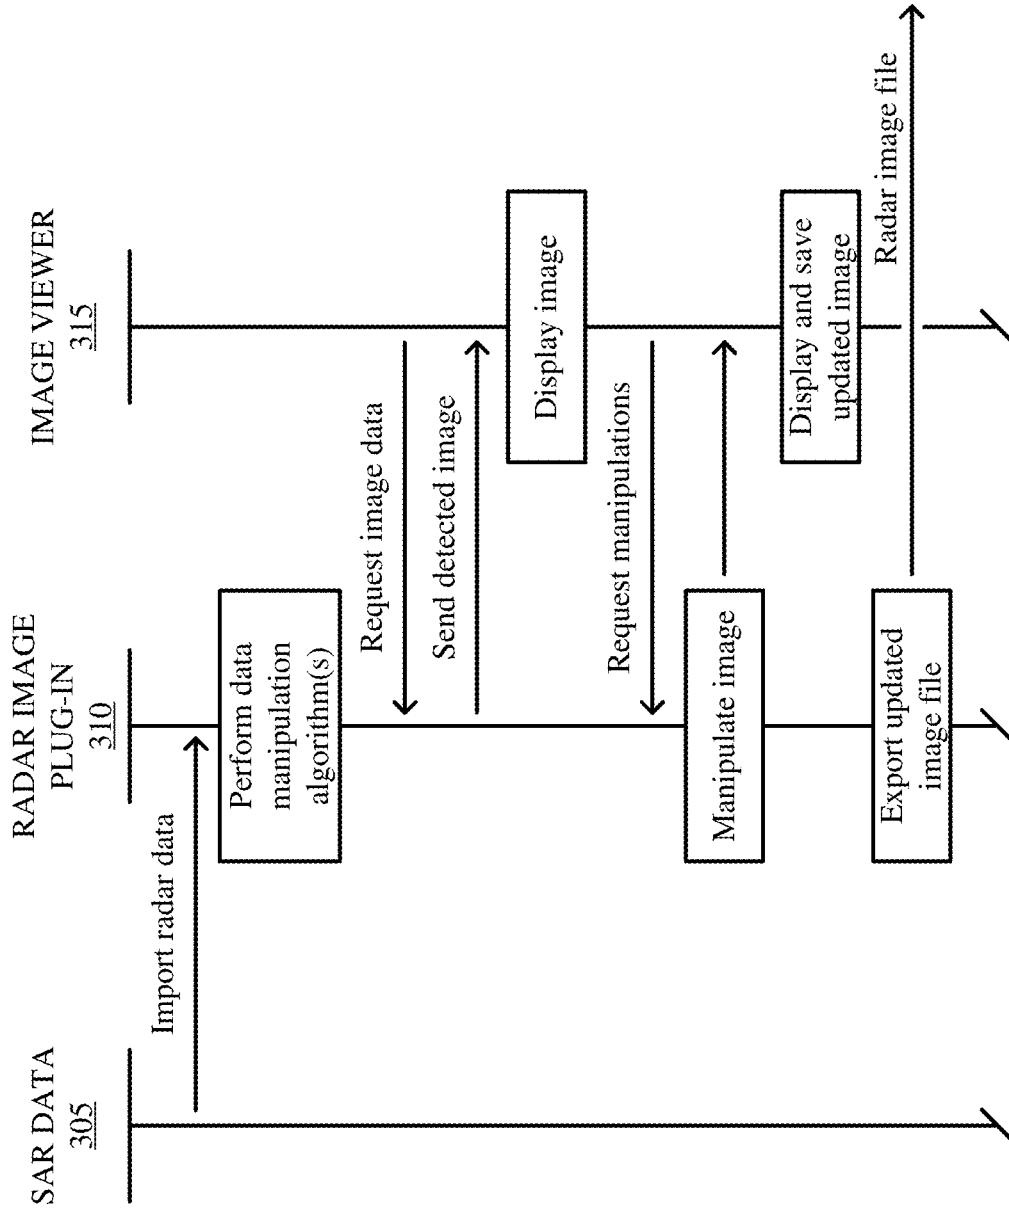 SAR DATA
305
RADAR IMAGE
PLUG-IN
310
IMAGE VIEWER
315
Import radar data
Perform data
manipulation
algorithm(s)
Request image data
Send detected image
Display image
Request manipulations
Manipulate image
Display and save
updated image
Export updated
image file
Radar image file